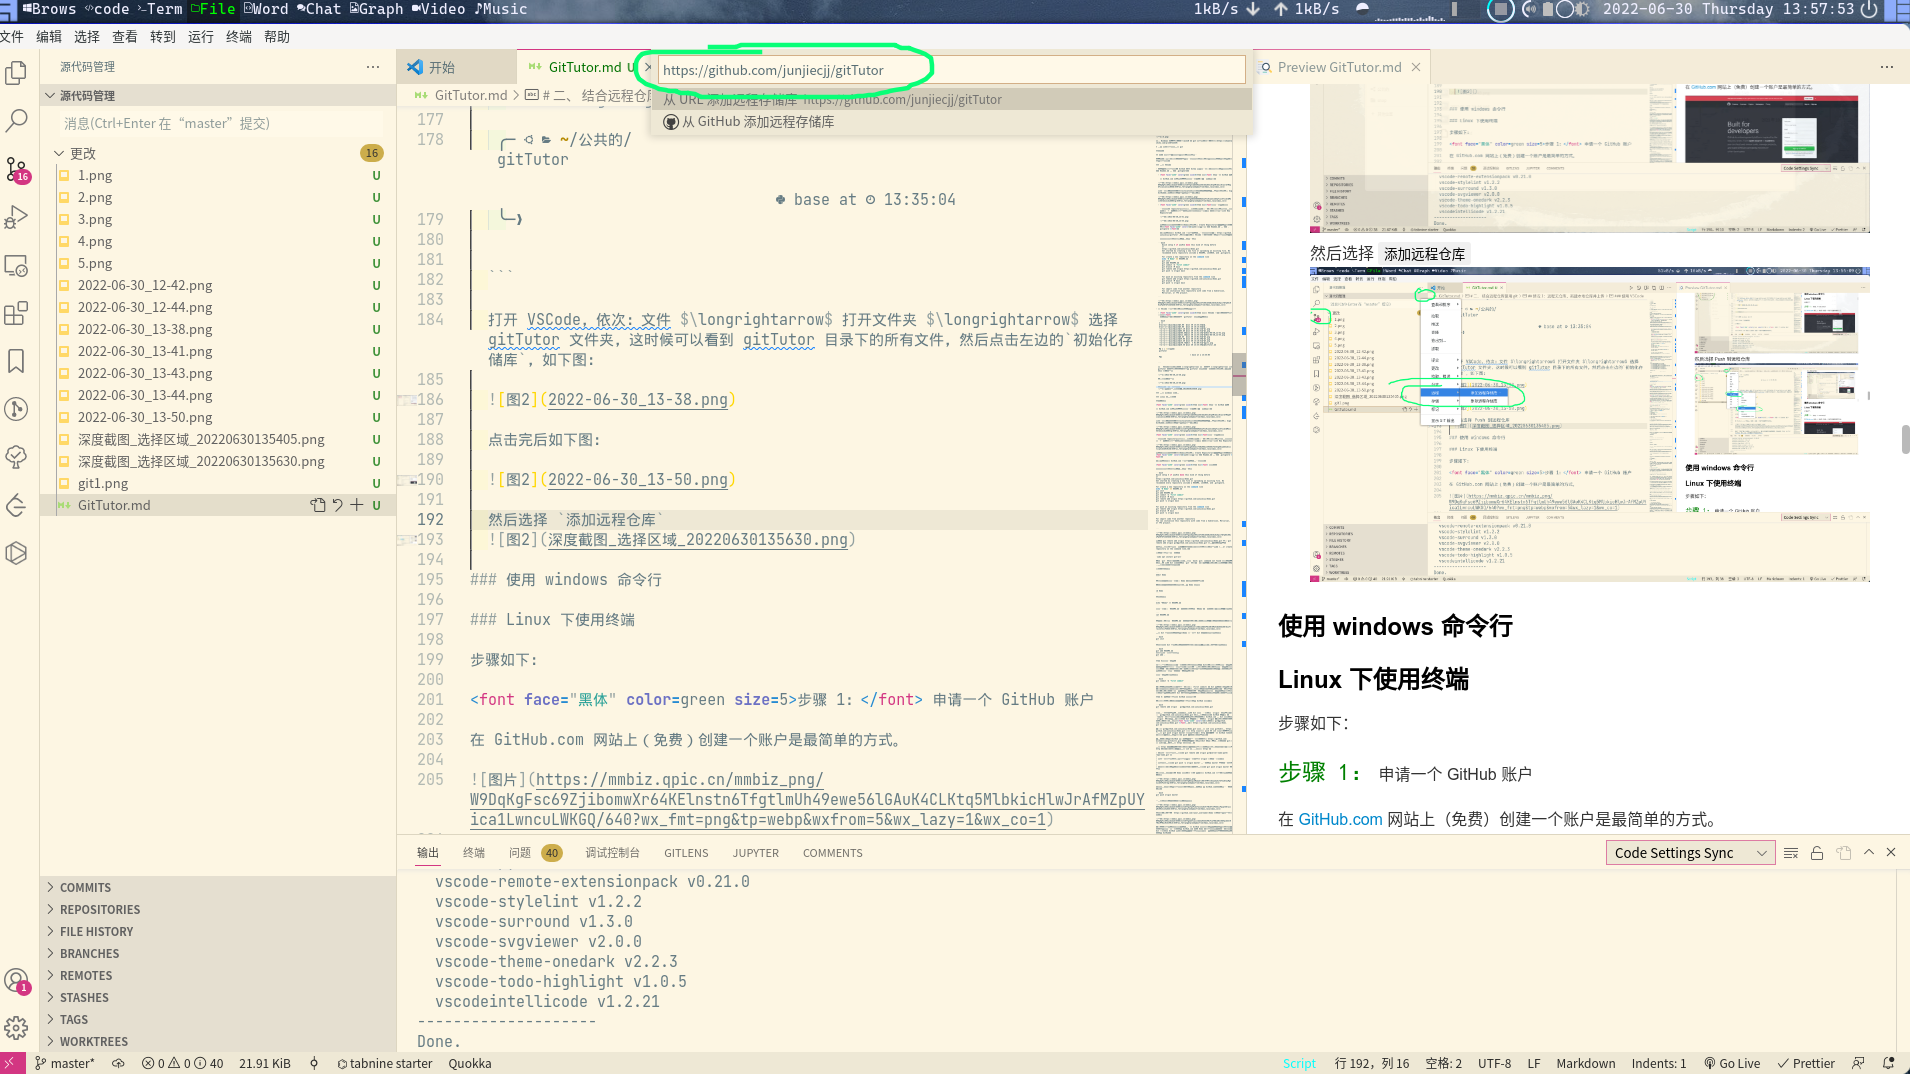 Brows code Term File Word Chat Graph Video Music 1kB/s 1kB/s 2022-06-30 Thursday 13:57:53
文件 编辑 选择 查看 转到 运行 终端 帮助
源代码管理
开始
GitTutor.md U
https://github.com/junjiecjj/gitTutor
Preview GitTutor.md
源代码管理
GitTutor.md
# 二、结合远程仓
从 URL 添加远程存储库 https://github.com/junjiecjj/gitTutor
从 GitHub 添加远程存储库
消息(Ctrl+Enter 在“master”提交)
更改
16
1.png U
2.png U
3.png U
4.png U
5.png U
2022-06-30_12-42.png U
2022-06-30_12-44.png U
2022-06-30_13-38.png U
2022-06-30_13-41.png U
2022-06-30_13-43.png U
2022-06-30_13-44.png U
2022-06-30_13-50.png U
深度截图_选择区域_20220630135405.png U
深度截图_选择区域_20220630135630.png U
git1.png U
GitTutor.md U
16
1
COMMITS
REPOSITORIES
FILE HISTORY
BRANCHES
REMOTES
STASHES
TAGS
WORKTREES
177
178 ~/公共的/
gitTutor
base at 13:35:04
179
180
181
182 ```
183
184 打开 VSCode，依次: 文件 $\longrightarrow$ 打开文件夹 $\longrightarrow$ 选择
gitTutor 文件夹，这时候可以看到 gitTutor 目录下的所有文件，然后点击左边的`初始化存
储库`，如下图:
185
186 ![图2](2022-06-30_13-38.png)
187
188 点击完后如下图:
189
190 ![图2](2022-06-30_13-50.png)
191
192 然后选择 `添加远程仓库`
193 ![图2](深度截图_选择区域_20220630135630.png)
194
195 ### 使用 windows 命令行
196
197 ### Linux 下使用终端
198
199 步骤如下:
200
201 <font face="黑体" color=green size=5>步骤 1: </font> 申请一个 GitHub 账户
202
203 在 GitHub.com 网站上（免费）创建一个账户是最简单的方式。
204
205 ![图片](https://mmbiz.qpic.cn/mmbiz_png/
W9DqKgFsc69ZjibomwXr64KElnstn6TfgtlmUh49ewe56lGAuK4CLKtq5MlbkicHlwJrAfMZpUY
ica1LwncuLWKGQ/640?wx_fmt=png&tp=webp&wxfrom=5&wx_lazy=1&wx_co=1)
然后选择 添加远程仓库
使用 windows 命令行
Linux 下使用终端
步骤如下：
步骤 1： 申请一个 GitHub 账户
在 GitHub.com 网站上（免费）创建一个账户是最简单的方式。
输出 终端 问题 40 调试控制台 GITLENS JUPYTER COMMENTS
Code Settings Sync
vscode-remote-extensionpack v0.21.0
vscode-stylelint v1.2.2
vscode-surround v1.3.0
vscode-svgviewer v2.0.0
vscode-theme-onedark v2.2.3
vscode-todo-highlight v1.0.5
vscodeintellicode v1.2.21
--------------------
Done.
master* 0 0 40 21.91 KiB tabnine starter Quokka
Script 行 192，列 16 空格: 2 UTF-8 LF Markdown Indents: 1 Go Live Prettier